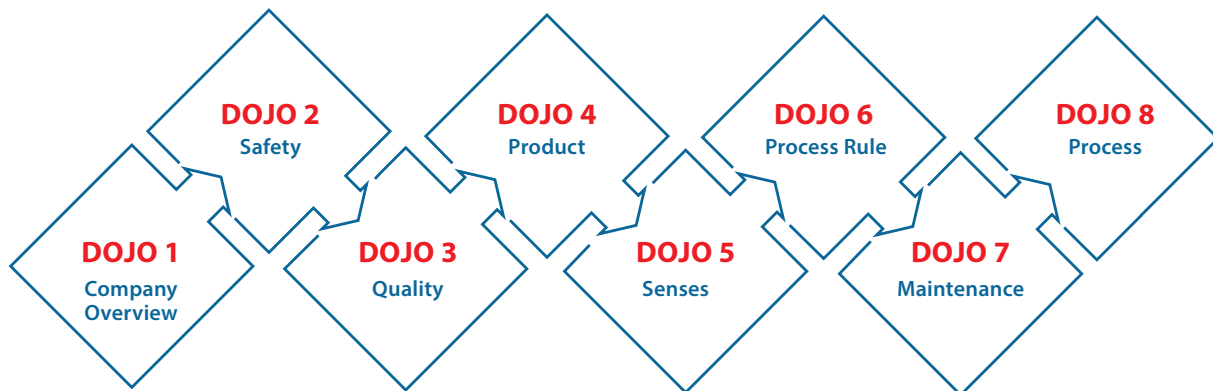 DOJO 1
Company
Overview
DOJO 2
Safety
DOJO 3
Quality
DOJO 4
Product
DOJO 5
Senses
DOJO 6
Process Rule
DOJO 7
Maintenance
DOJO 8
Process